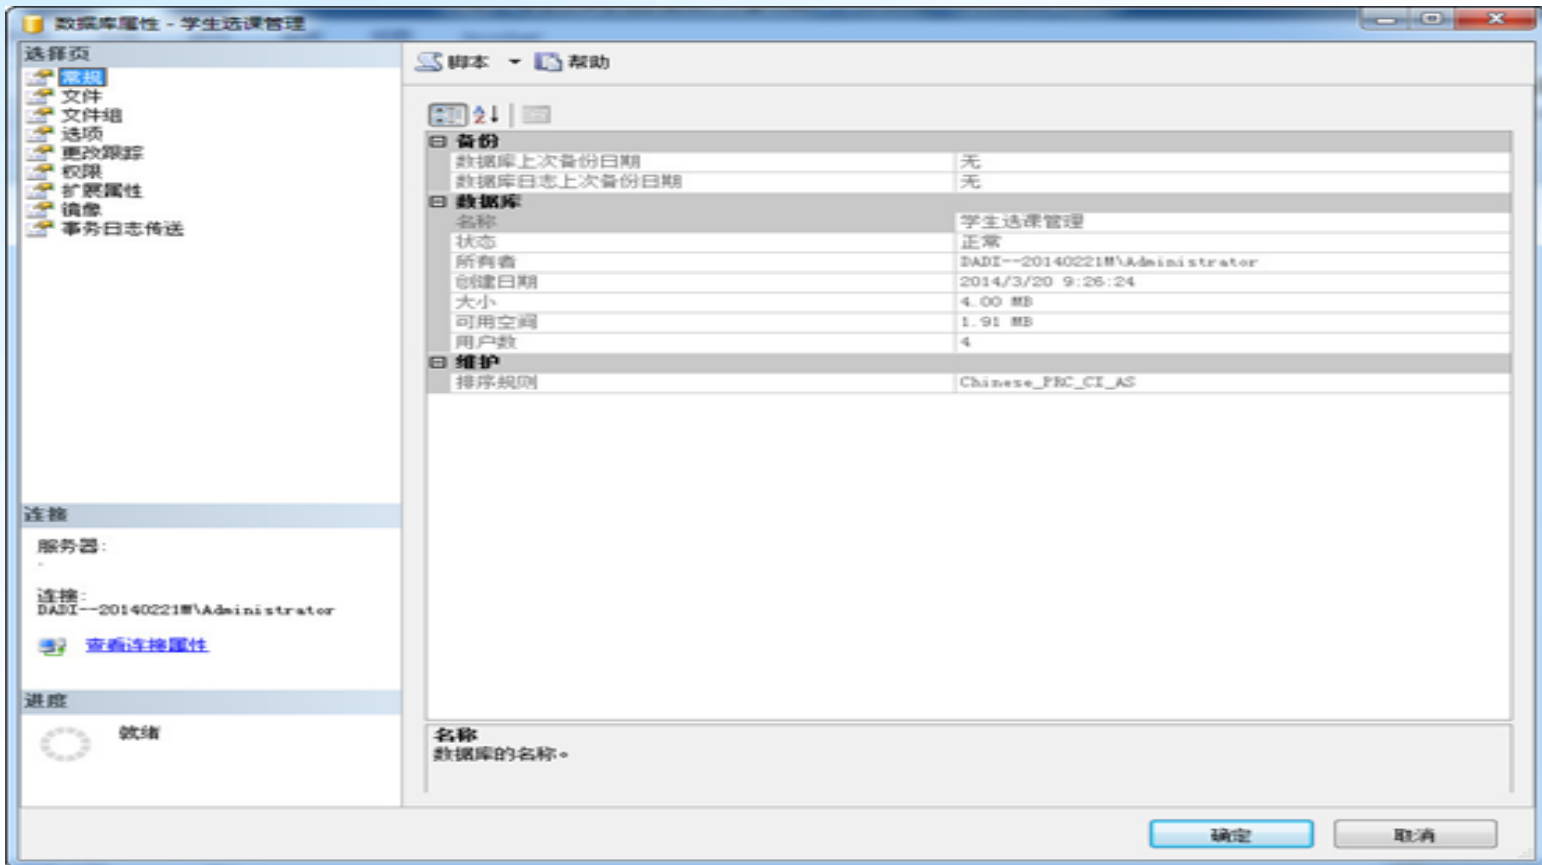 数据库属性 - 学生选课管理
选择页
常规
文件
文件组
选项
更改跟踪
权限
扩展属性
镜像
事务日志传送
脚本 帮助
备份
数据库上次备份日期 无
数据库日志上次备份日期 无
数据库
名称 学生选课管理
状态 正常
所有者 DADI--20140221M\Administrator
创建日期 2014/3/20 9:26:24
大小 4.00 MB
可用空间 1.91 MB
用户数 4
维护
排序规则 Chinese_PRC_CI_AS
连接
服务器:
.
连接:
DADI--20140221M\Administrator
查看连接属性
进度
就绪
名称
数据库的名称。
确定 取消